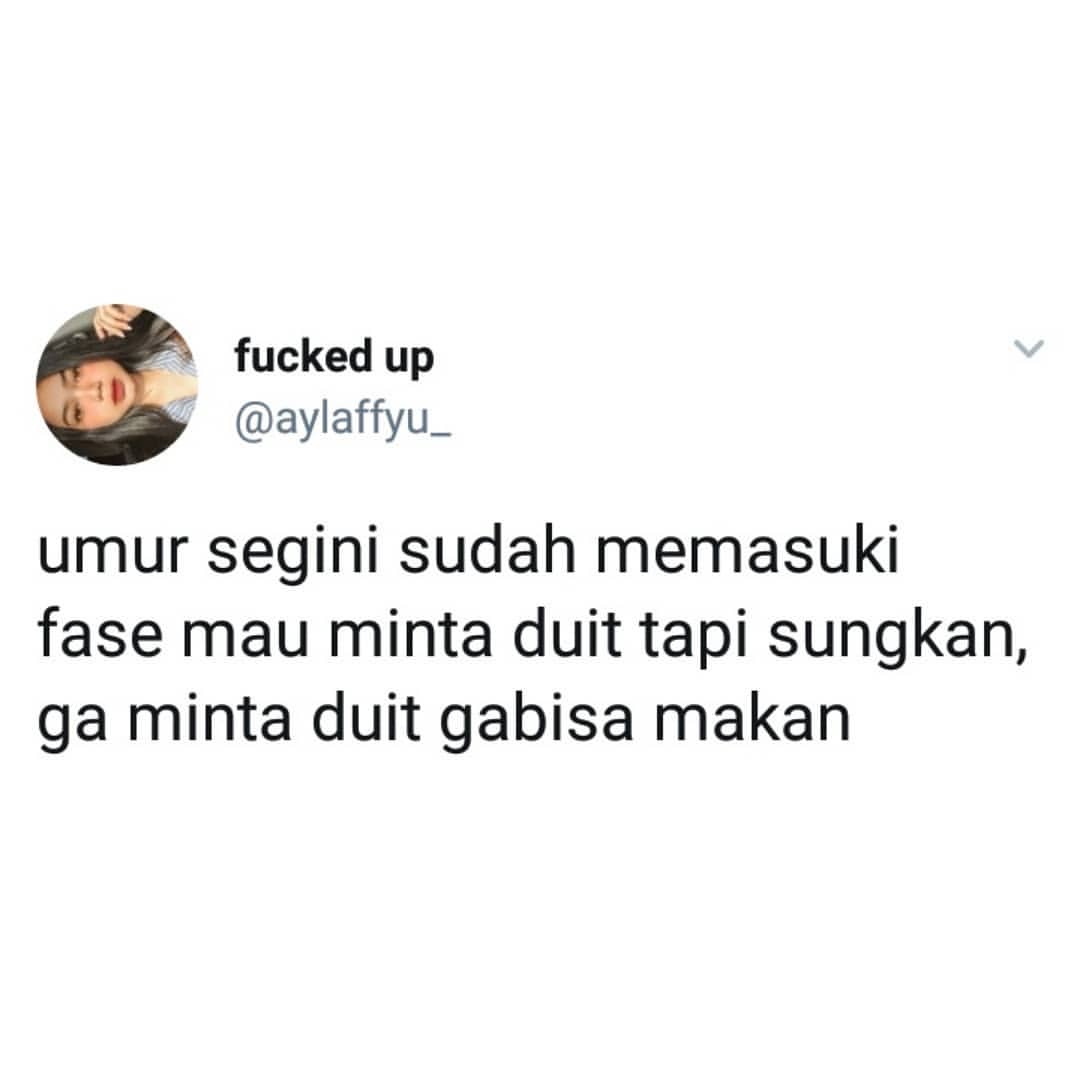 fucked up
@aylaffyu_
umur segini sudah memasuki
fase mau minta duit tapi sungkan,
ga minta duit gabisa makan